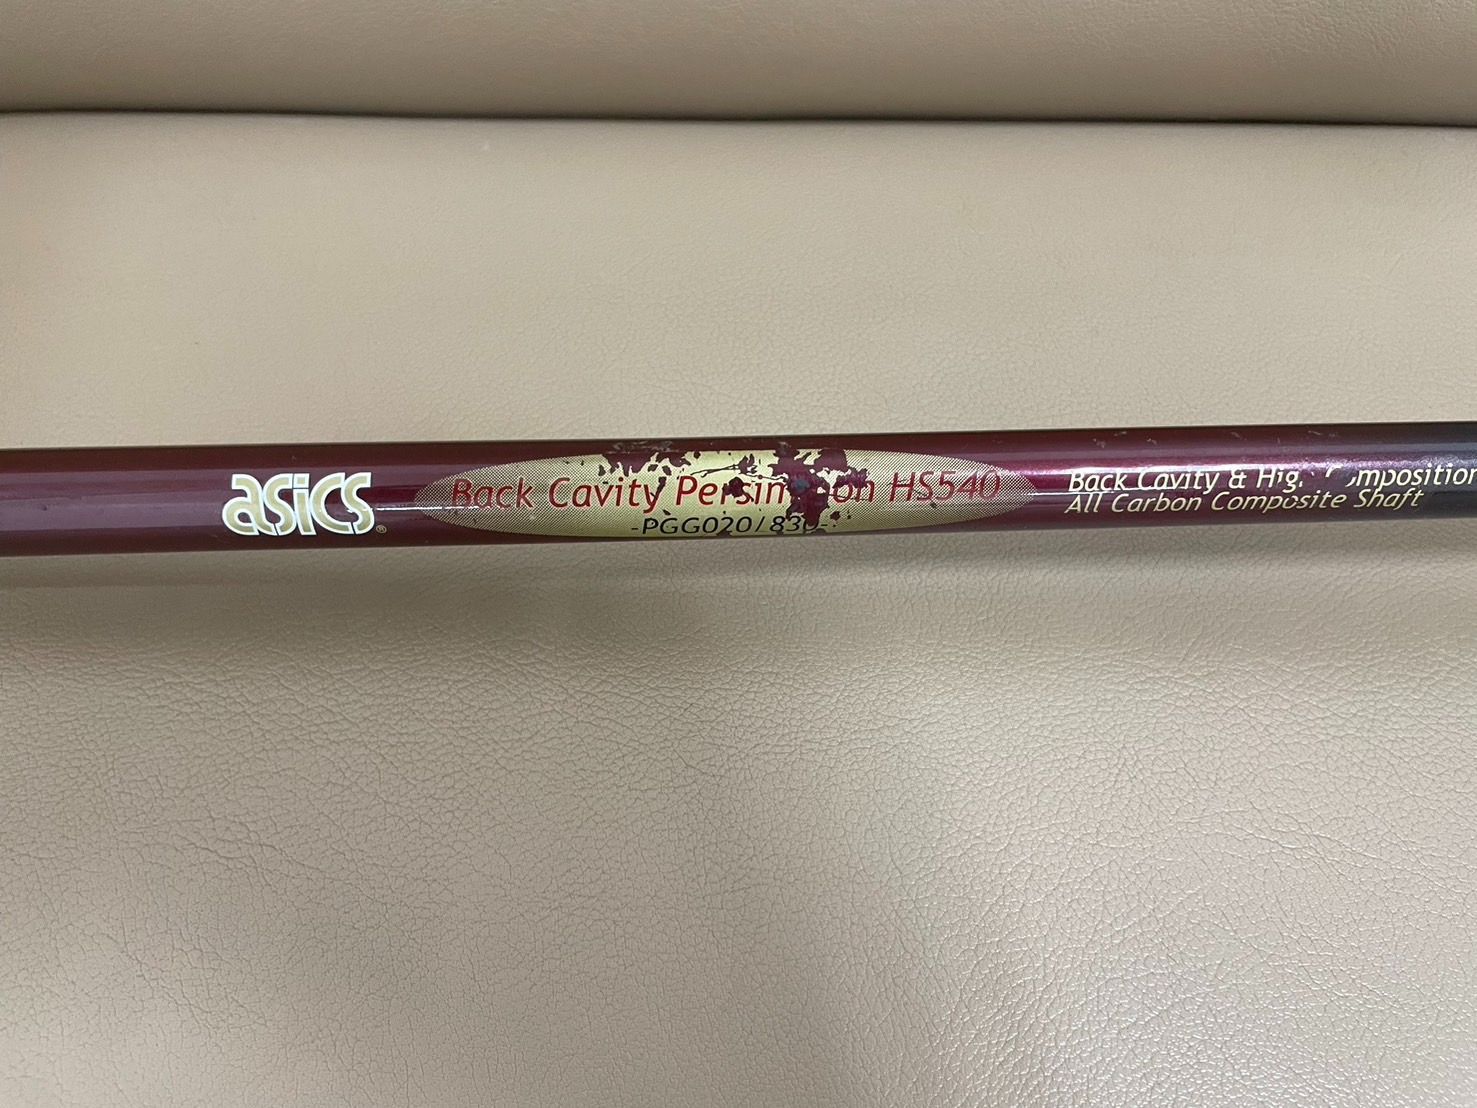 asics®
Back Cavity HS540
-PGG020/830-
Back Cavity &
All Carbon Composite Shaft